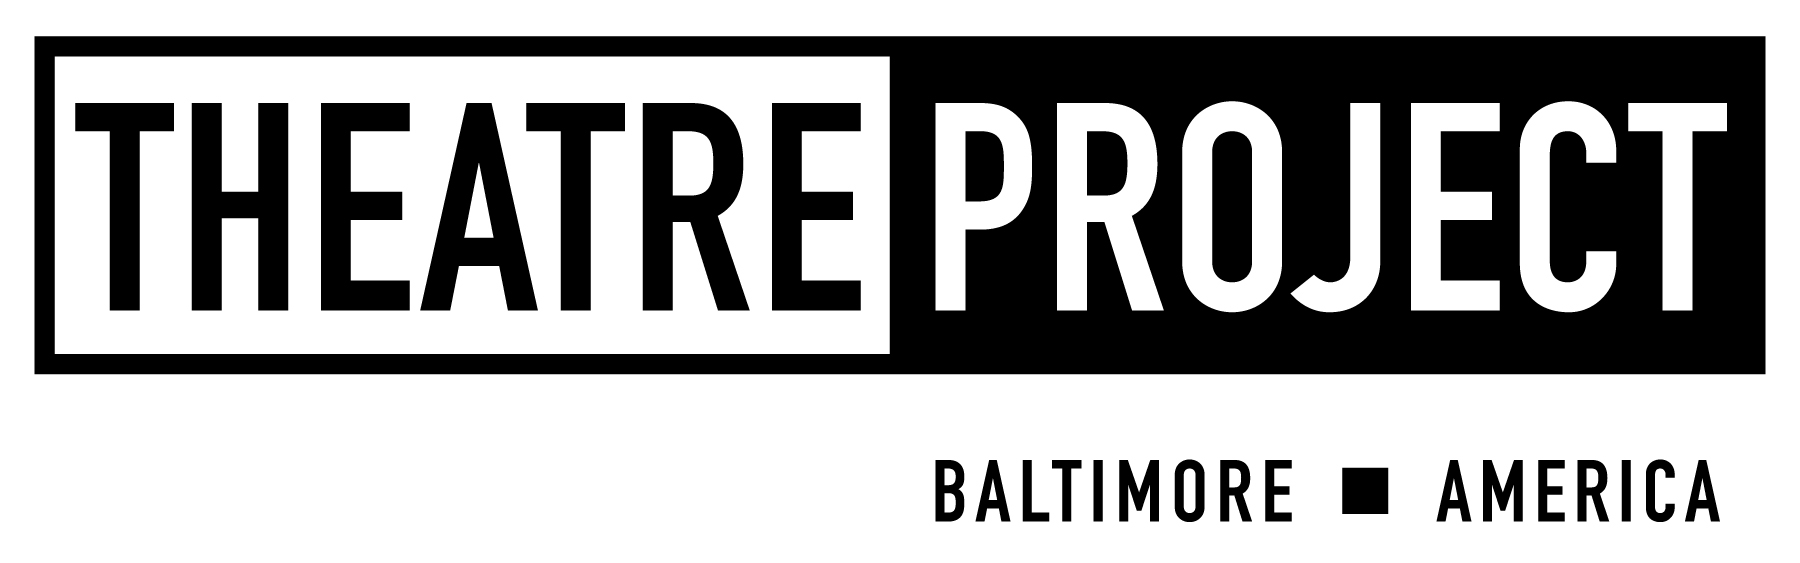 THEATRE PROJECT
BALTIMORE ■ AMERICA